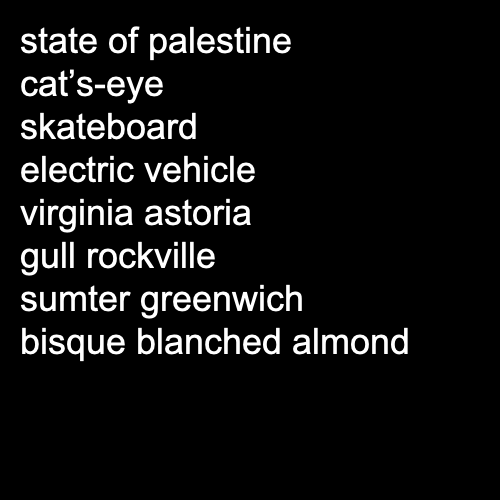 state of palestine
cat’s-eye
skateboard
electric vehicle
virginia astoria
gull rockville
sumter greenwich
bisque blanched almond